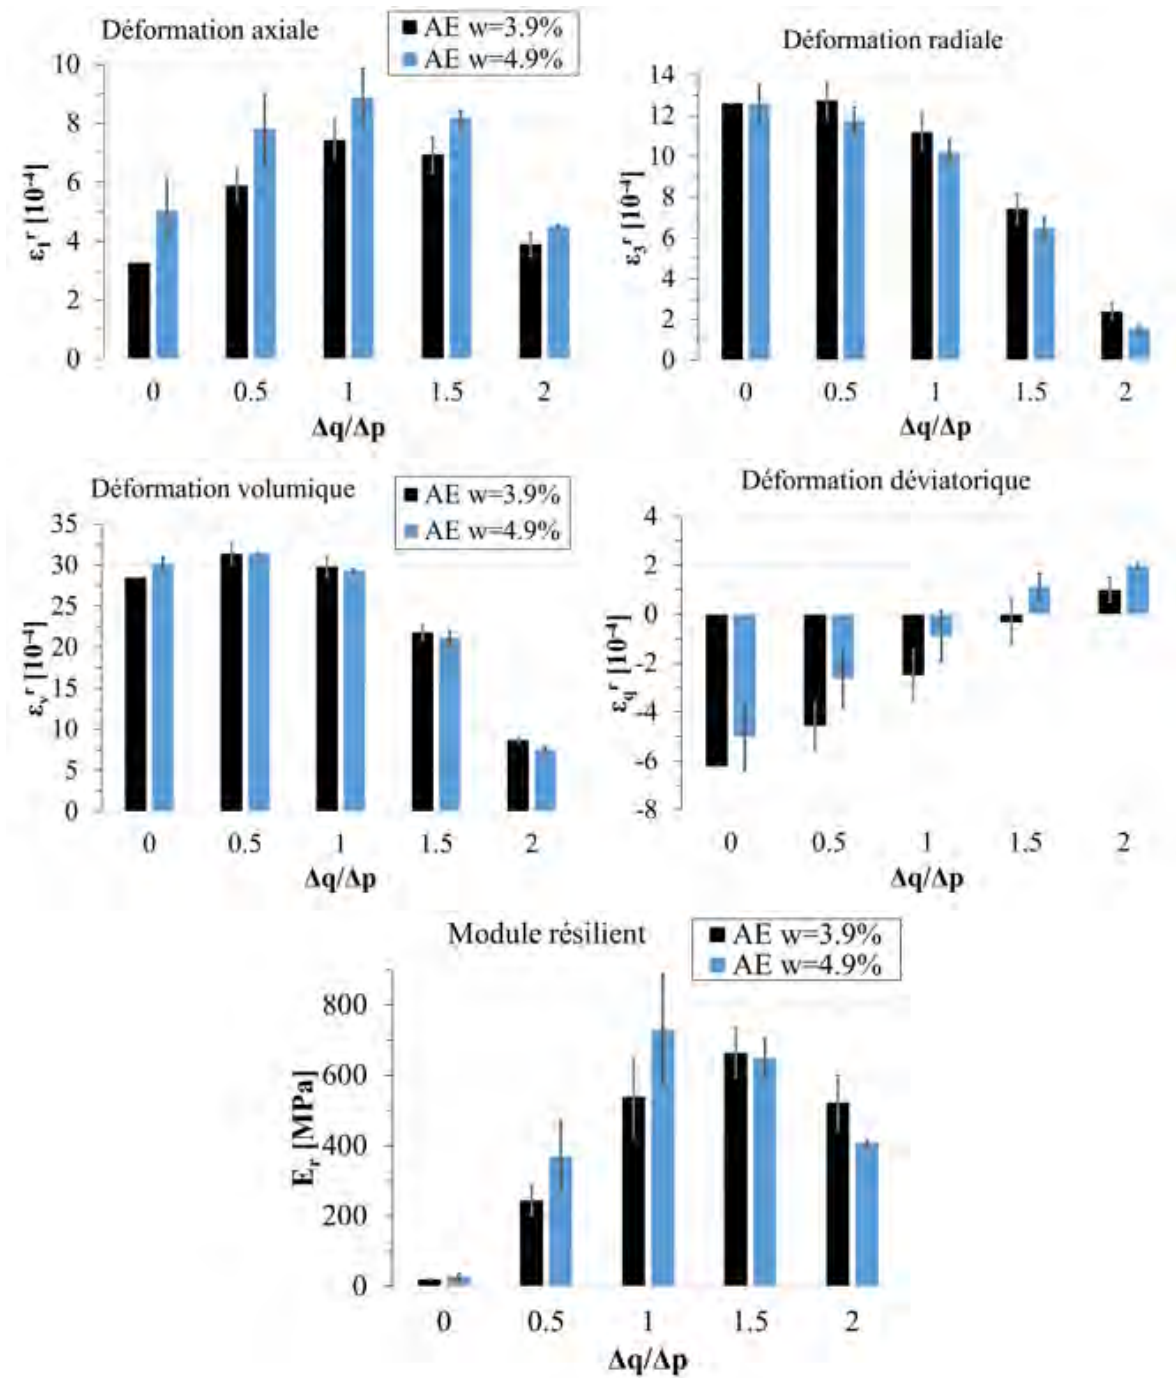 Déformation axiale
AE w=3.9%
AE w=4.9%
10
8
6
4
2
0
ε₁ʳ [10⁻⁴]
0 0.5 1 1.5 2
Δq/Δp
Déformation radiale
14
12
10
8
6
4
2
0
ε₃ʳ [10⁻⁴]
0 0.5 1 1.5 2
Δq/Δp
Déformation volumique
AE w=3.9%
AE w=4.9%
35
30
25
20
15
10
5
0
εᵥʳ [10⁻⁴]
0 0.5 1 1.5 2
Δq/Δp
Déformation déviatorique
4
2
0
-2
-4
-6
-8
ε_qʳ [10⁻⁴]
0 0.5 1 1.5 2
Δq/Δp
Module résilient
AE w=3.9%
AE w=4.9%
800
600
400
200
0
Eᵣ [MPa]
0 0.5 1 1.5 2
Δq/Δp